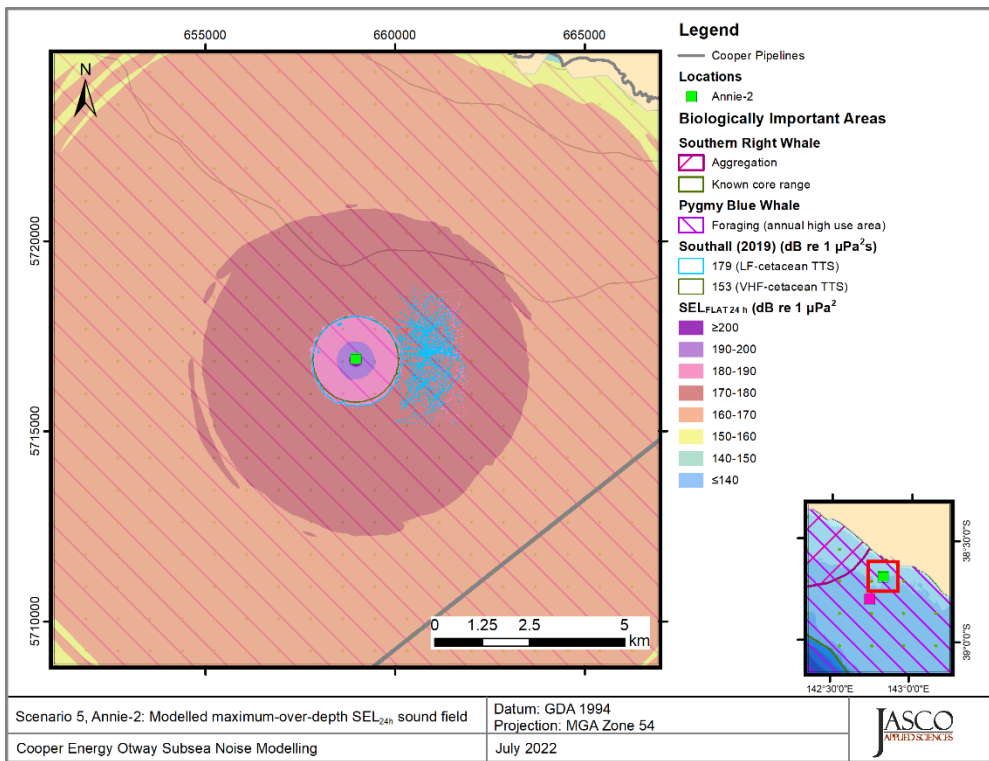 655000
660000
665000
5720000
5715000
5710000
N
0 1.25 2.5 5
km
Legend
Cooper Pipelines
Locations
Annie-2
Biologically Important Areas
Southern Right Whale
Aggregation
Known core range
Pygmy Blue Whale
Foraging (annual high use area)
Southall (2019) (dB re 1 µPa²s)
179 (LF-cetacean TTS)
153 (VHF-cetacean TTS)
SELFLAT 24 h (dB re 1 µPa²
≥200
190-200
180-190
170-180
160-170
150-160
140-150
≤140
38°30'S
39°0'0"S
142°30'0"E 143°0'0"E
Scenario 5, Annie-2: Modelled maximum-over-depth SEL24h sound field
Datum: GDA 1994
Projection: MGA Zone 54
Cooper Energy Otway Subsea Noise Modelling
July 2022
JASCO
APPLIED SCIENCES